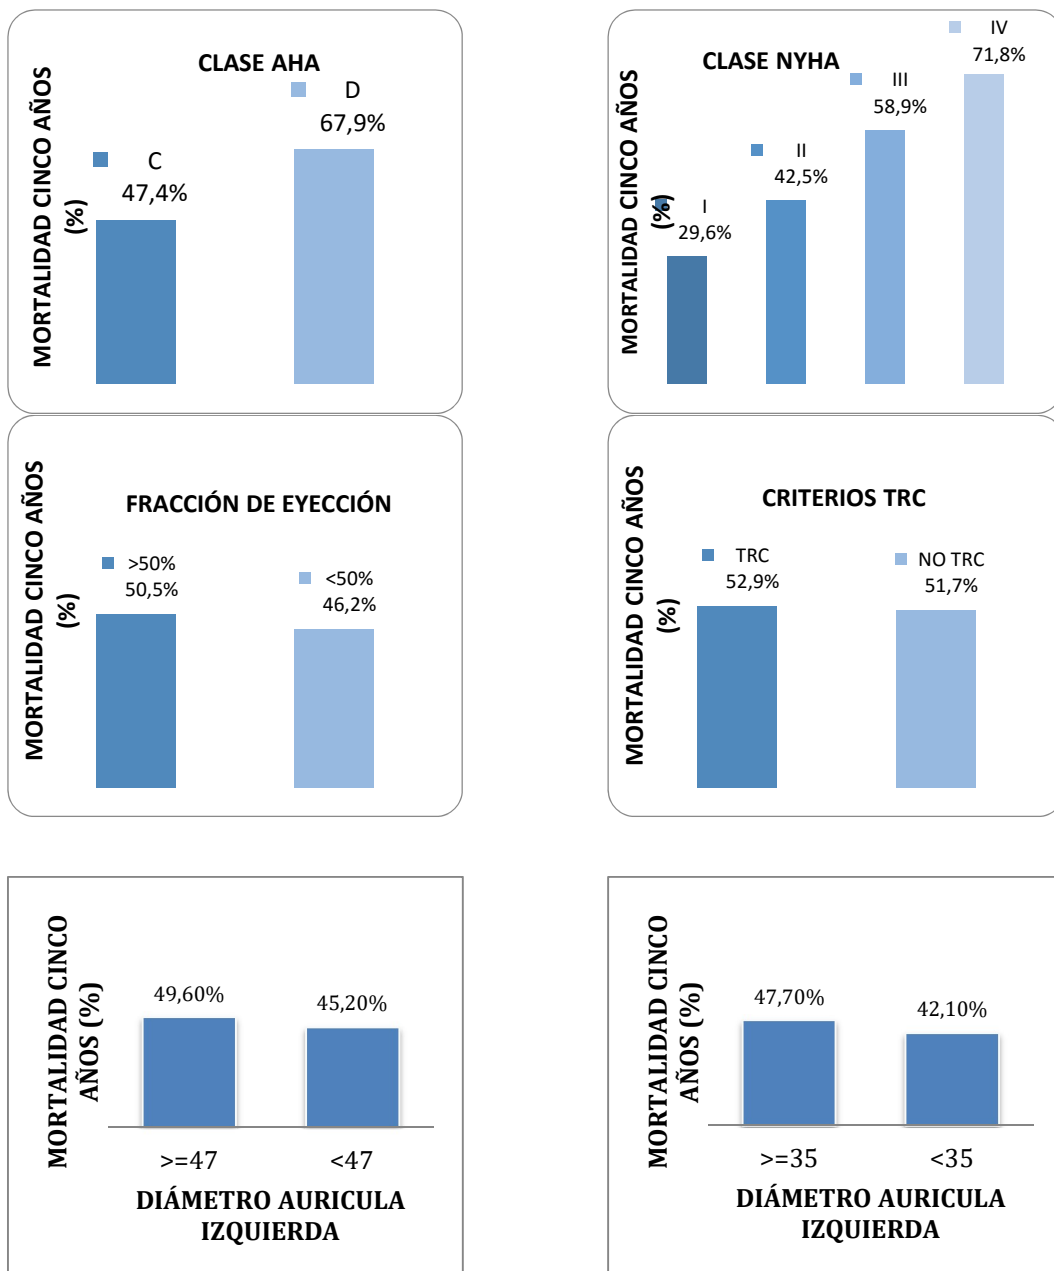 CLASE AHA
MORTALIDAD CINCO AÑOS
(%)
C
47,4%
D
67,9%
CLASE NYHA
MORTALIDAD CINCO AÑOS
(%)
I
29,6%
II
42,5%
III
58,9%
IV
71,8%
FRACCIÓN DE EYECCIÓN
MORTALIDAD CINCO AÑOS
(%)
>50%
50,5%
<50%
46,2%
CRITERIOS TRC
MORTALIDAD CINCO AÑOS
(%)
TRC
52,9%
NO TRC
51,7%
MORTALIDAD CINCO
AÑOS (%)
49,60%
45,20%
>=47
<47
DIÁMETRO AURICULA
IZQUIERDA
MORTALIDAD CINCO
AÑOS (%)
47,70%
42,10%
>=35
<35
DIÁMETRO AURICULA
IZQUIERDA